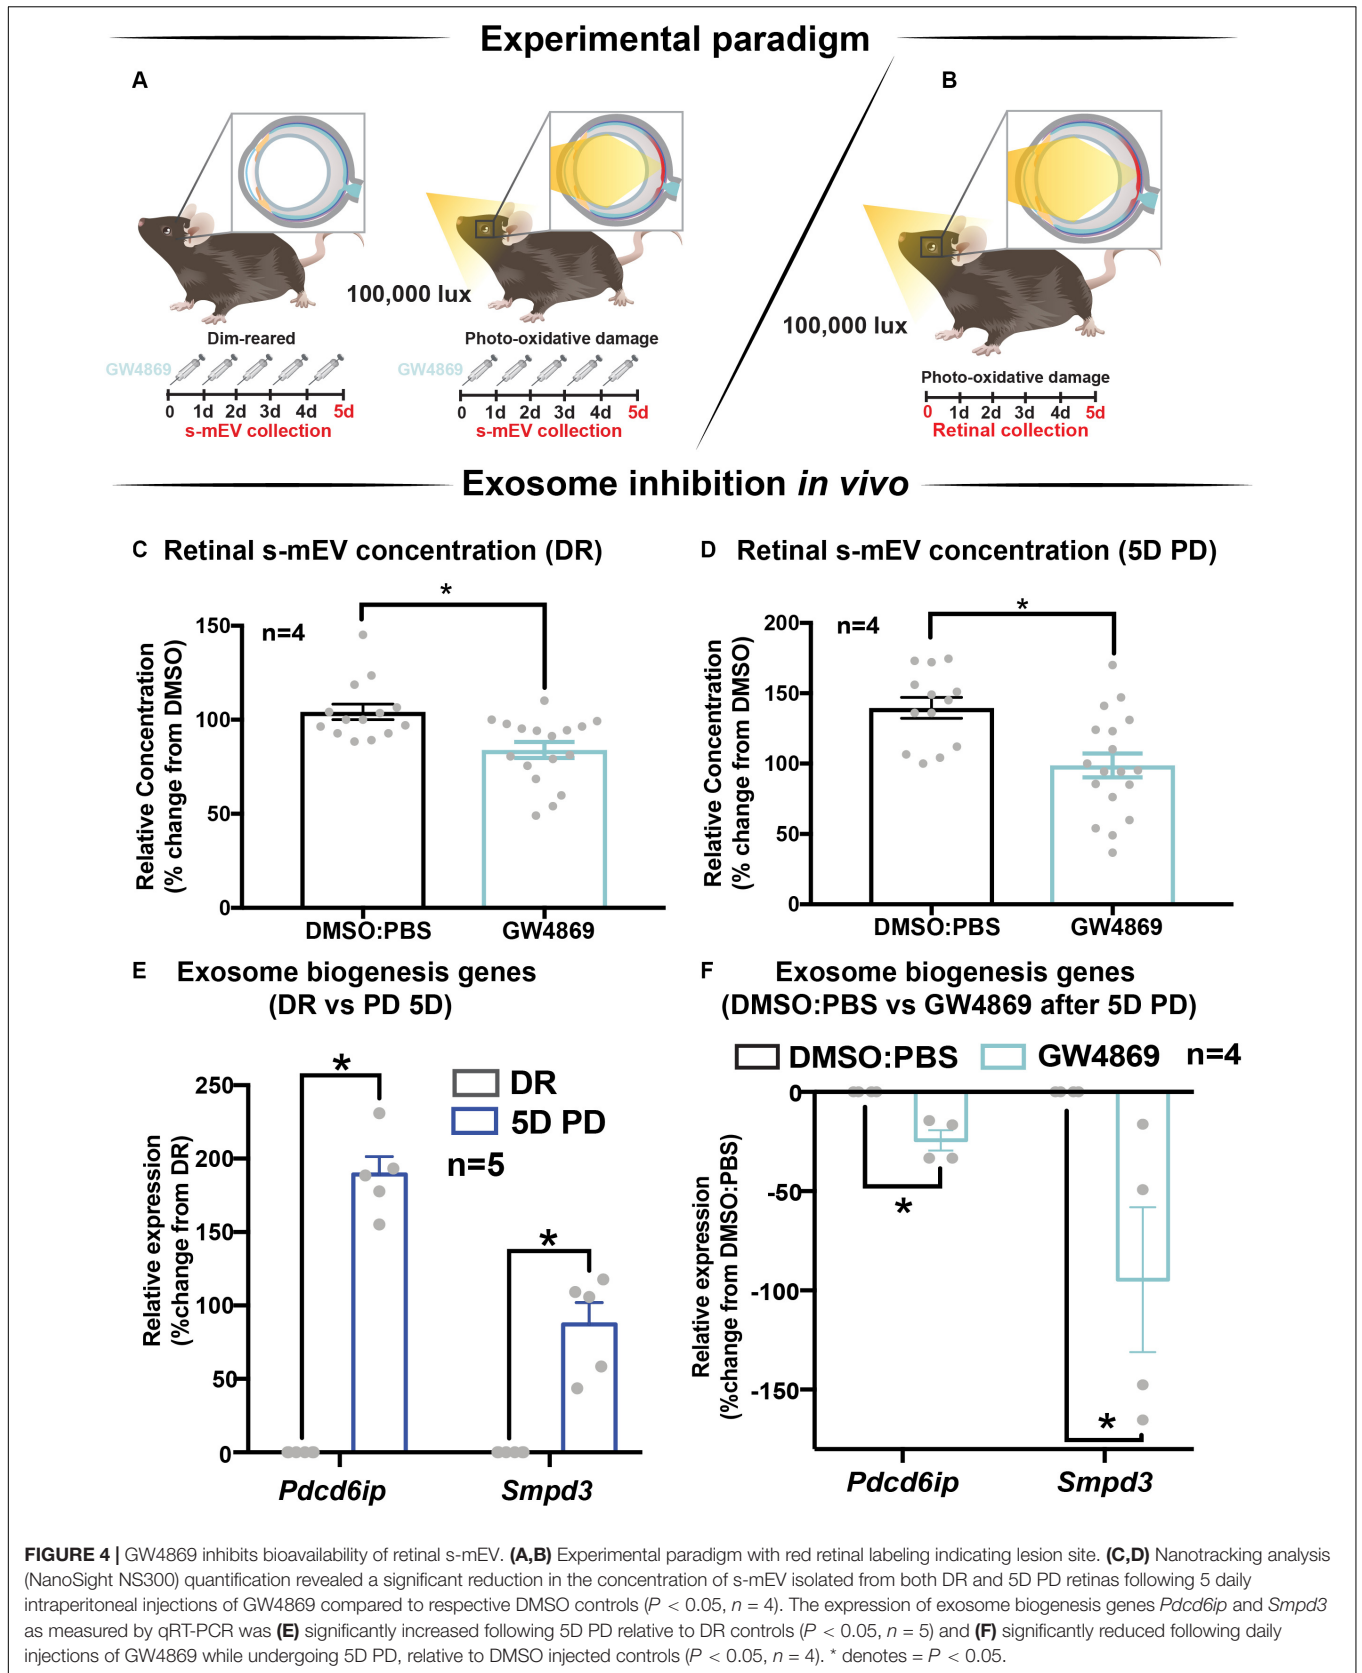 Experimental paradigm
A
B
100,000 lux
100,000 lux
Dim-reared
Photo-oxidative damage
Photo-oxidative damage
GW4869
GW4869
0 1d 2d 3d 4d 5d
s-mEV collection
0 1d 2d 3d 4d 5d
s-mEV collection
0 1d 2d 3d 4d 5d
Retinal collection
Exosome inhibition in vivo
C Retinal s-mEV concentration (DR)
*
n=4
Relative Concentration
(% change from DMSO)
150
100
50
0
DMSO:PBS GW4869
D Retinal s-mEV concentration (5D PD)
*
n=4
Relative Concentration
(% change from DMSO)
200
150
100
50
0
DMSO:PBS GW4869
E Exosome biogenesis genes
(DR vs PD 5D)
*
DR
5D PD
n=5
*
Relative expression
(%change from DR)
250
200
150
100
50
0
Pdcd6ip Smpd3
F Exosome biogenesis genes
(DMSO:PBS vs GW4869 after 5D PD)
DMSO:PBS GW4869 n=4
Relative expression
(%change from DMSO:PBS)
0
-50
-100
-150
*
*
Pdcd6ip Smpd3
FIGURE 4 | GW4869 inhibits bioavailability of retinal s-mEV. (A,B) Experimental paradigm with red retinal labeling indicating lesion site. (C,D) Nanotracking analysis
(NanoSight NS300) quantification revealed a significant reduction in the concentration of s-mEV isolated from both DR and 5D PD retinas following 5 daily
intraperitoneal injections of GW4869 compared to respective DMSO controls (P < 0.05, n = 4). The expression of exosome biogenesis genes Pdcd6ip and Smpd3
as measured by qRT-PCR was (E) significantly increased following 5D PD relative to DR controls (P < 0.05, n = 5) and (F) significantly reduced following daily
injections of GW4869 while undergoing 5D PD, relative to DMSO injected controls (P < 0.05, n = 4). * denotes = P < 0.05.